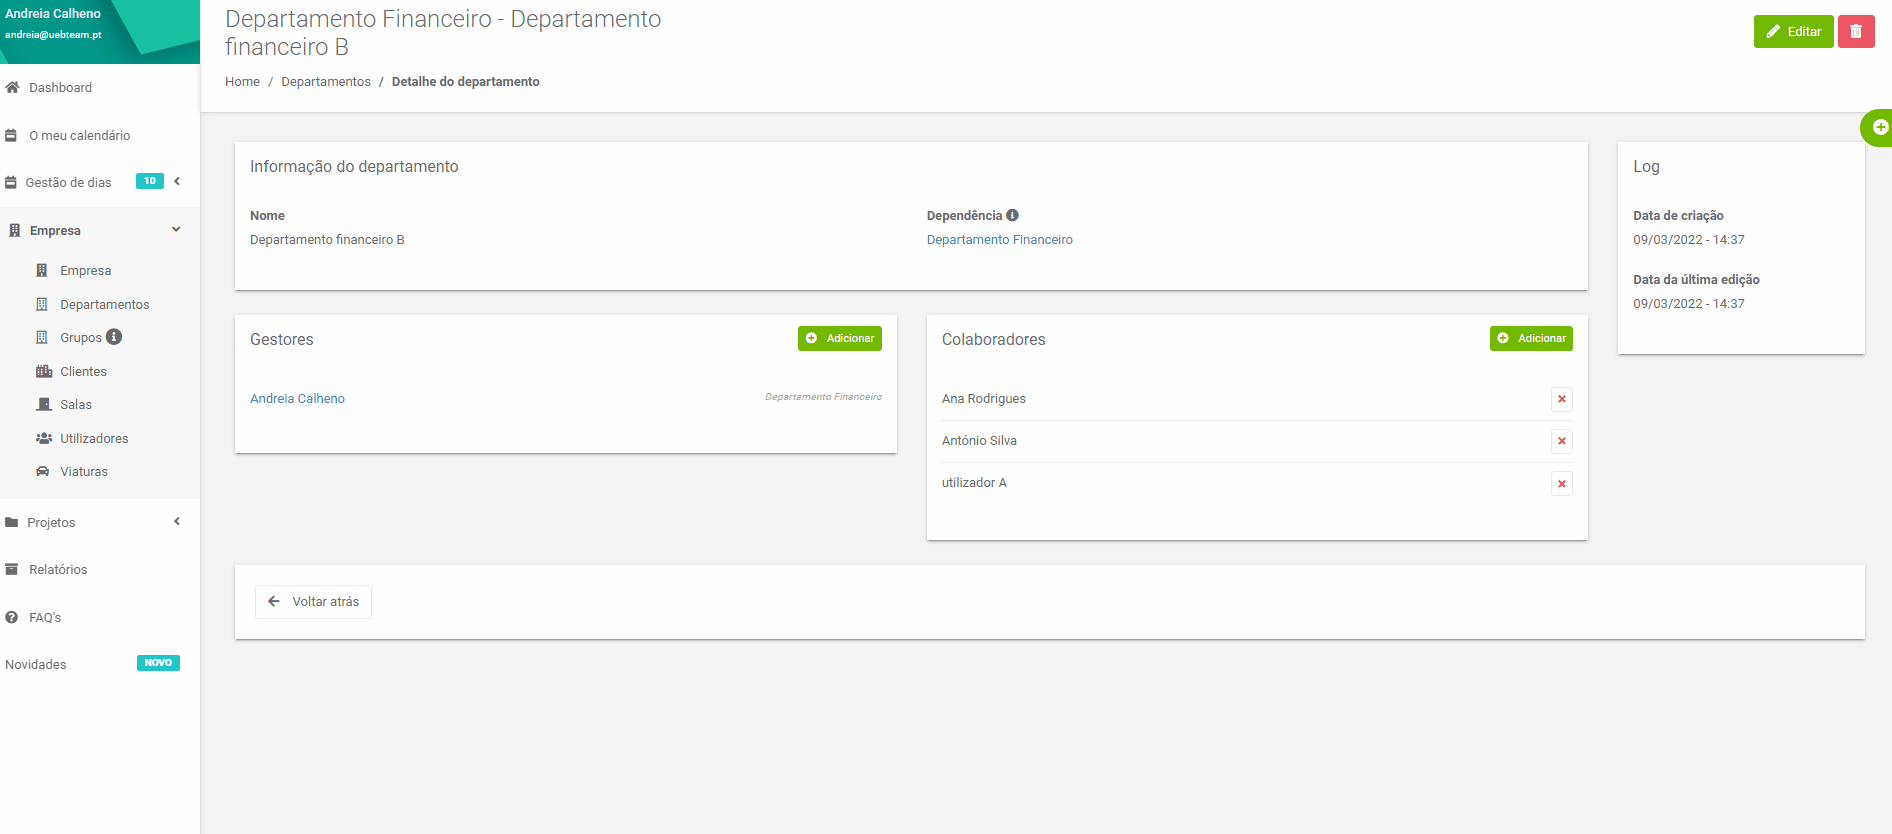 Andreia Calheno
andreia@uebteam.pt
Dashboard
O meu calendário
Gestão de dias 10
Empresa
Empresa
Departamentos
Grupos
Clientes
Salas
Utilizadores
Viaturas
Projetos
Relatórios
FAQ's
Novidades NOVO
Departamento Financeiro - Departamento
financeiro B
Home / Departamentos / Detalhe do departamento
Editar
Informação do departamento
Nome
Departamento financeiro B
Dependência
Departamento Financeiro
Log
Data de criação
09/03/2022 - 14:37
Data da última edição
09/03/2022 - 14:37
Gestores
Adicionar
Andreia Calheno
Departamento Financeiro
Colaboradores
Adicionar
Ana Rodrigues
António Silva
utilizador A
Voltar atrás